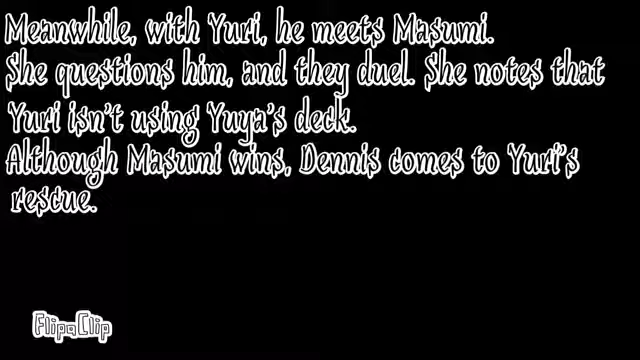 Meanwhile, with Yuri, he meets Masumi.
She questions him, and they duel. She notes that
Yuri isn't using Yuya's deck.
Although Masumi wins, Dennis comes to Yuri's
rescue.
FlipaClip